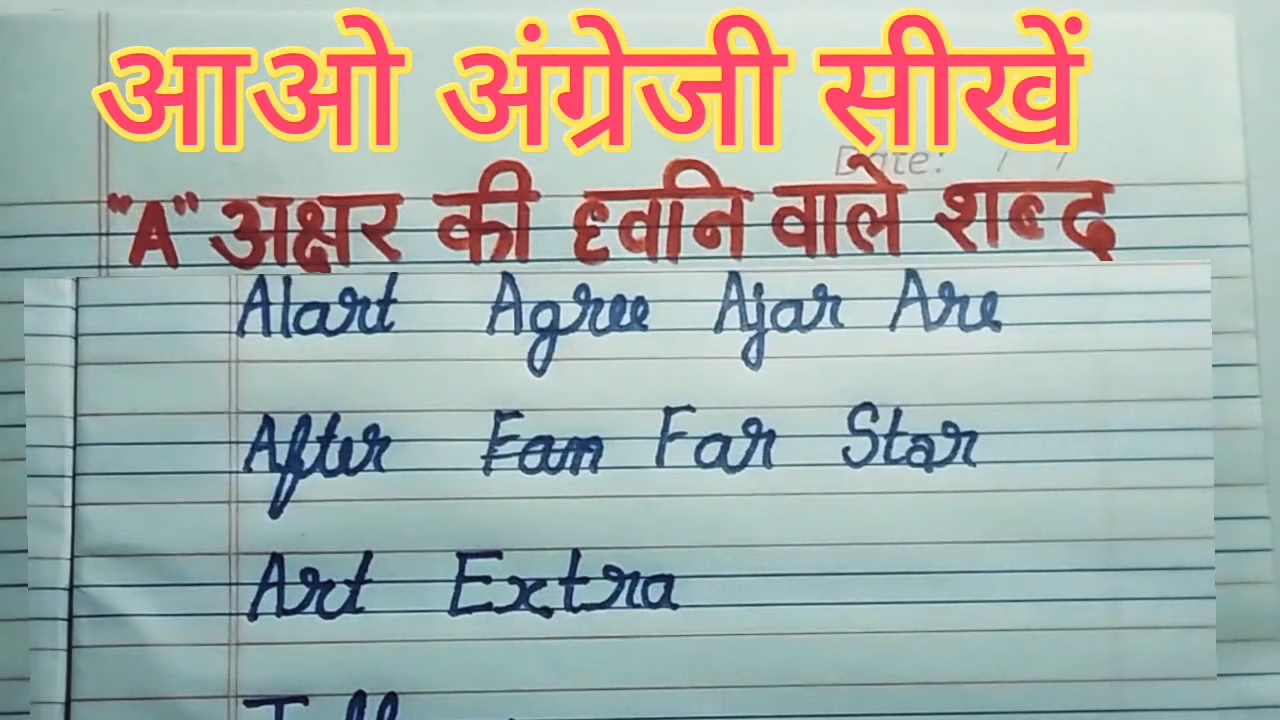 आओ अंग्रेजी सीखें
Date: / /
"A" अक्षर की ध्वनि वाले शब्द
Alart Agree Ajar Are
After Fam Far Star
Art Extra